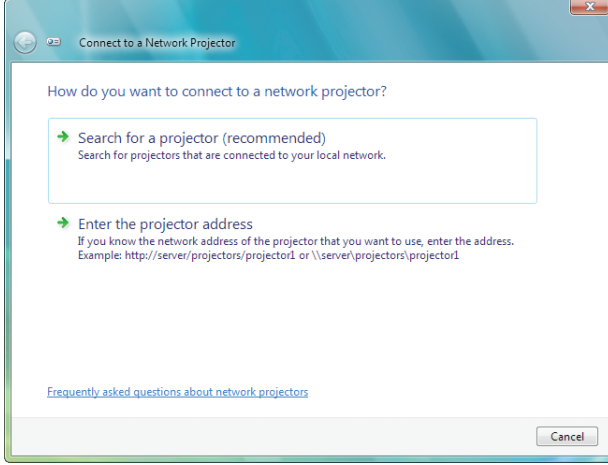 Connect to a Network Projector
How do you want to connect to a network projector?
Search for a projector (recommended)
Search for projectors that are connected to your local network.
Enter the projector address
If you know the network address of the projector that you want to use, enter the address.
Example: http://server/projectors/projector1 or \\server\projectors\projector1
Frequently asked questions about network projectors
Cancel